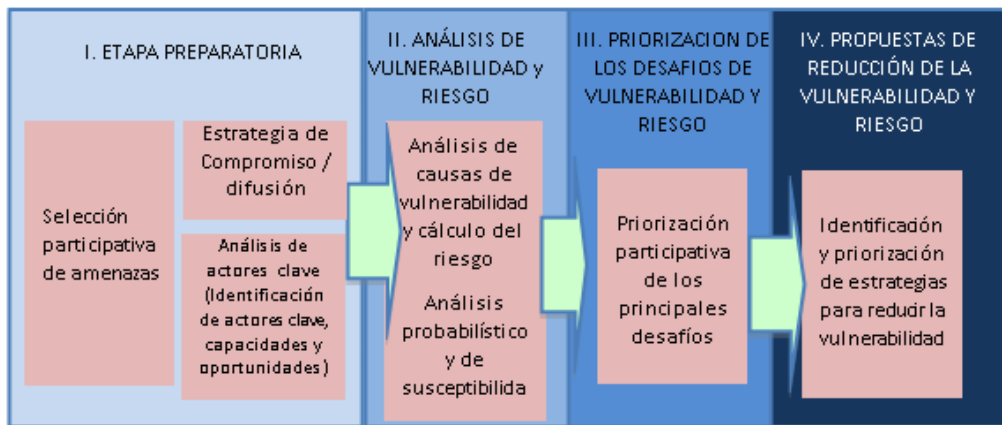 I. ETAPA PREPARATORIA
Selección
participativa
de amenazas
Estrategia de
Compromiso /
difusión
Análisis de
actores clave
(Identificación
de actores clave,
capacidades y
oportunidades)
II. ANÁLISIS DE
VULNERABILIDAD y
RIESGO
Análisis de
causas de
vulnerabilidad
y cálculo del
riesgo
Análisis
probabilístico
y de
susceptibilida
III. PRIORIZACION DE
LOS DESAFIOS DE
VULNERABILIDAD Y
RIESGO
Priorización
participativa
de los
principales
desafíos
IV. PROPUESTAS DE
REDUCCIÓN DE LA
VULNERABILIDAD Y
RIESGO
Identificación
y priorización
de estrategias
para reducir la
vulnerabilidad